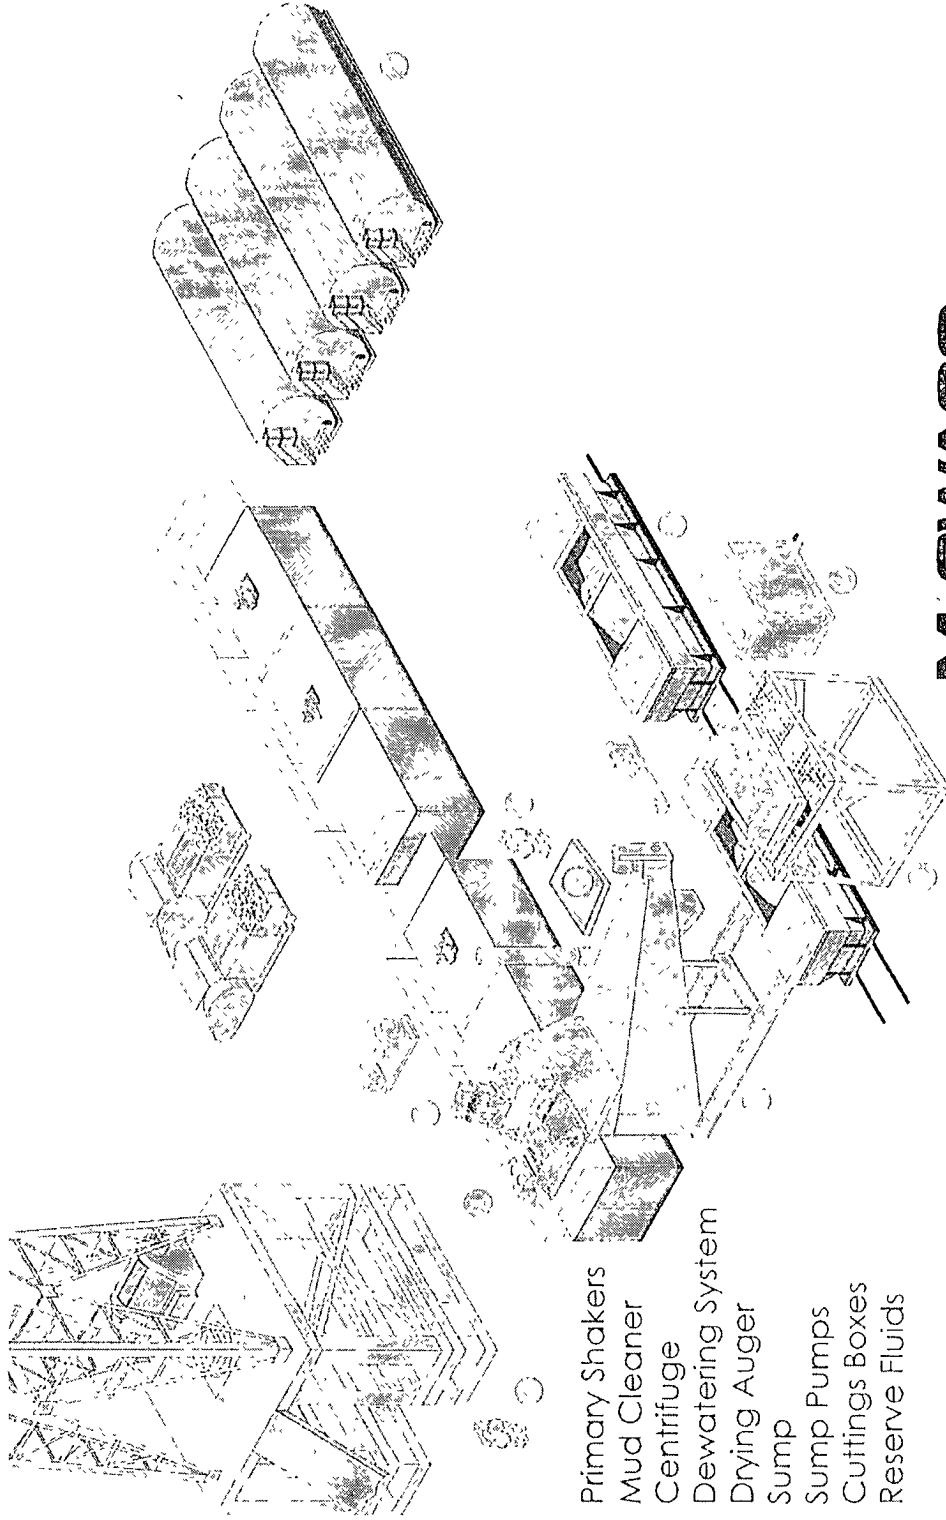 Primary Shakers
Mud Cleaner
Centrifuge
Dewatering System
Drying Auger
Sump
Sump Pumps
Cuttings Boxes
Reserve Fluids